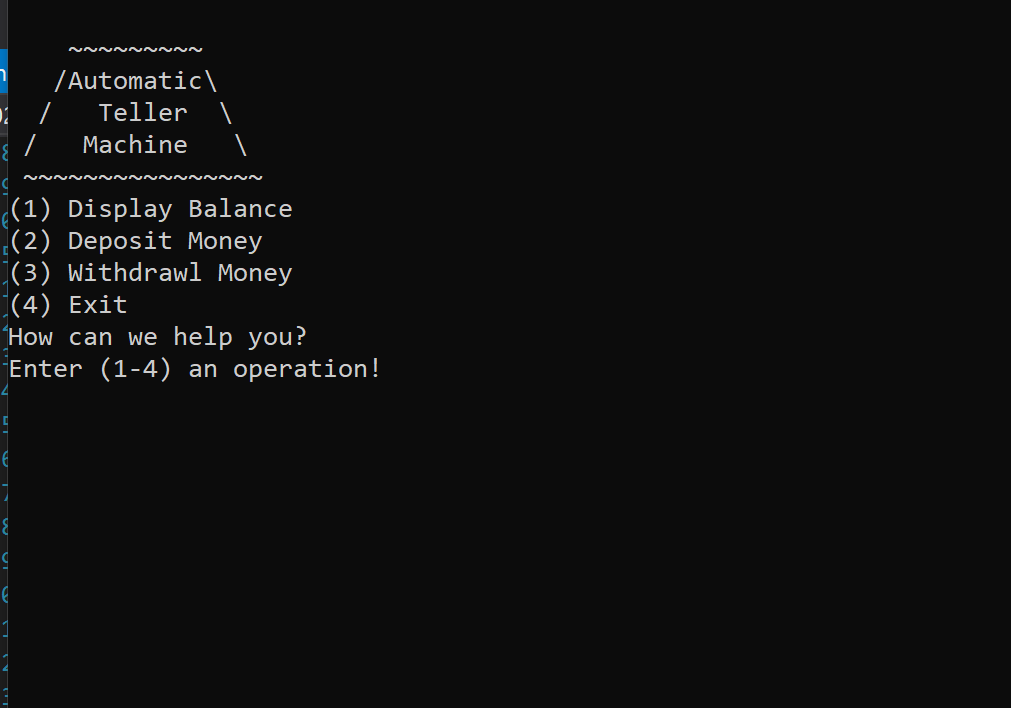 ~~~~~~~~~
/Automatic\
/   Teller  \
/   Machine   \
~~~~~~~~~~~~~~~~
(1) Display Balance
(2) Deposit Money
(3) Withdrawl Money
(4) Exit
How can we help you?
Enter (1-4) an operation!